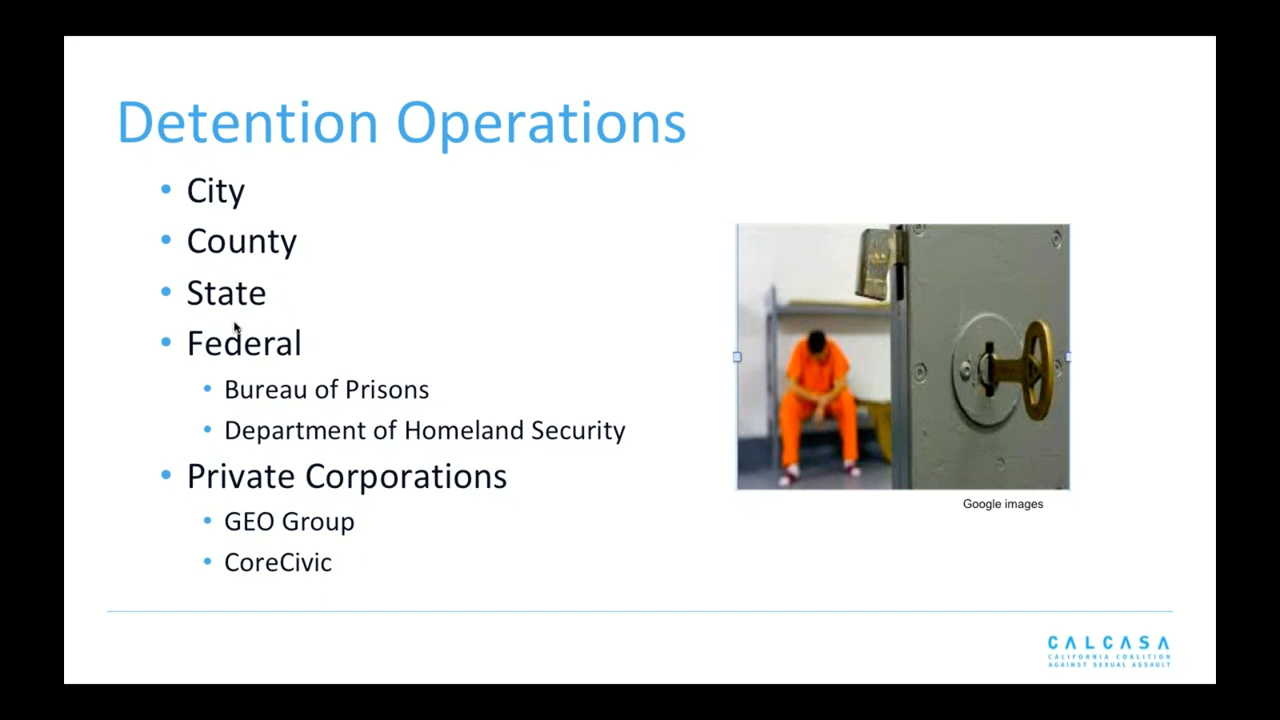 Detention Operations
• City
• County
• State
• Federal
• Bureau of Prisons
• Department of Homeland Security
• Private Corporations
• GEO Group
• CoreCivic
Google images
CALCASA
CALIFORNIA COALITION
AGAINST SEXUAL ASSAULT